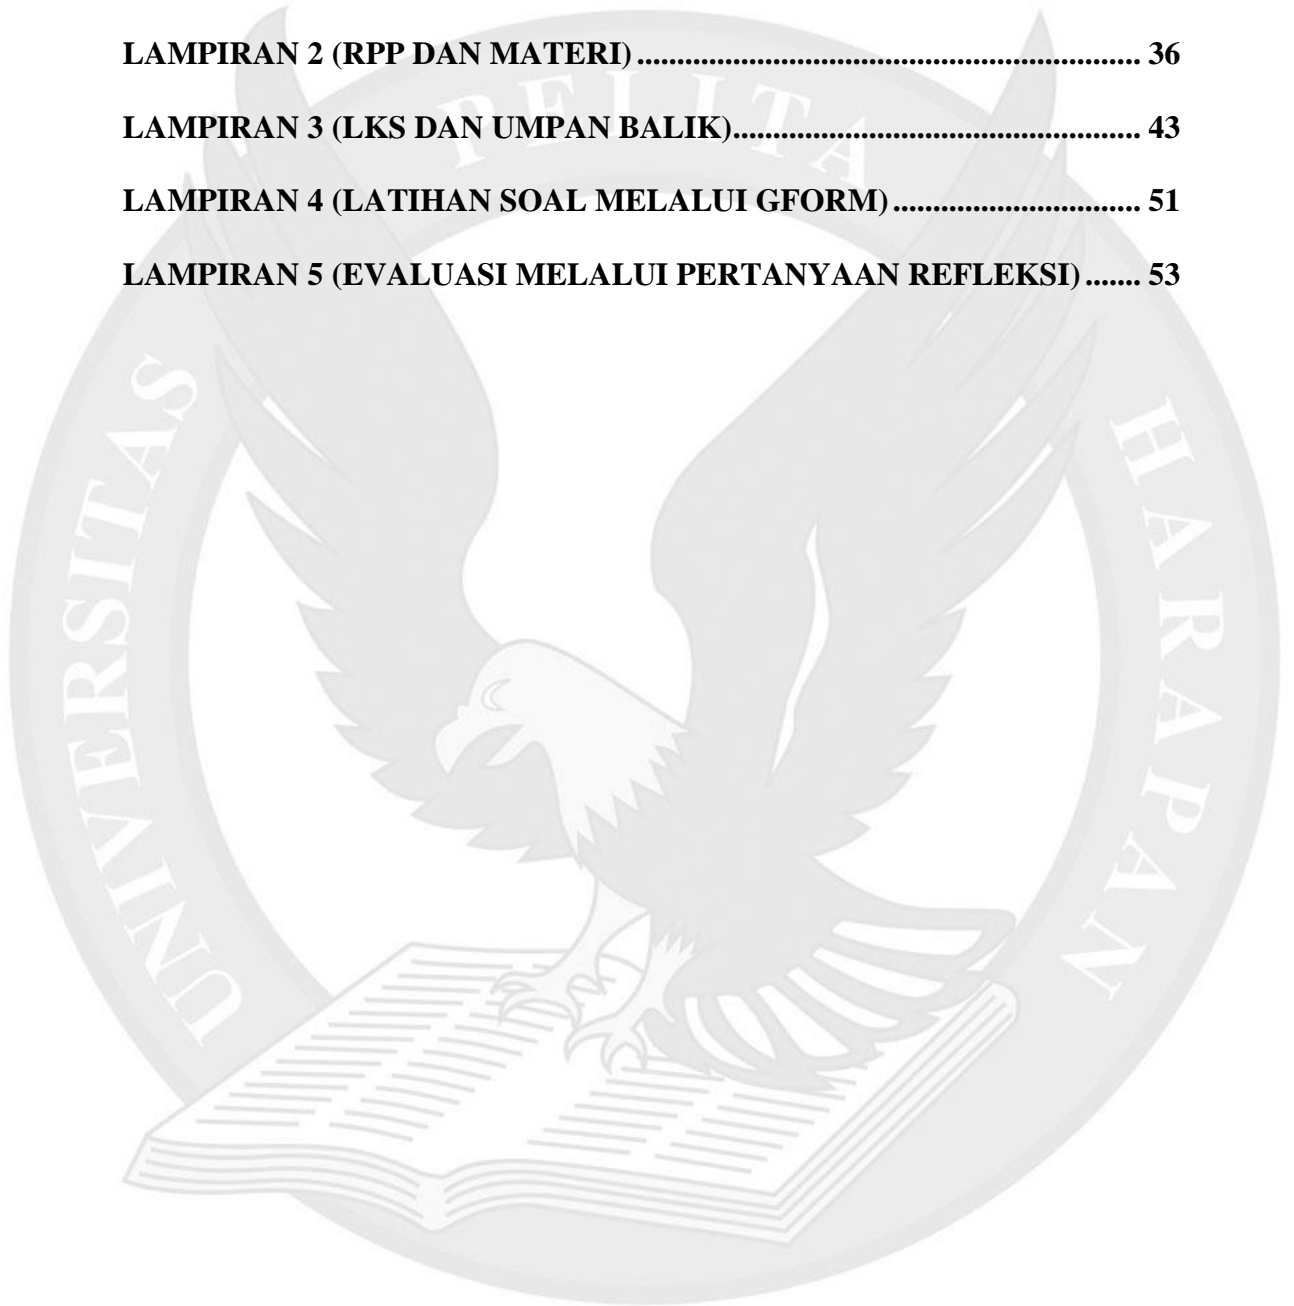 LAMPIRAN 2 (RPP DAN MATERI) ................................................................ 36
LAMPIRAN 3 (LKS DAN UMPAN BALIK).................................................... 43
LAMPIRAN 4 (LATIHAN SOAL MELALUI GFORM) ............................... 51
LAMPIRAN 5 (EVALUASI MELALUI PERTANYAAN REFLEKSI) ....... 53
UNIVERSITAS PELITA HARAPAN